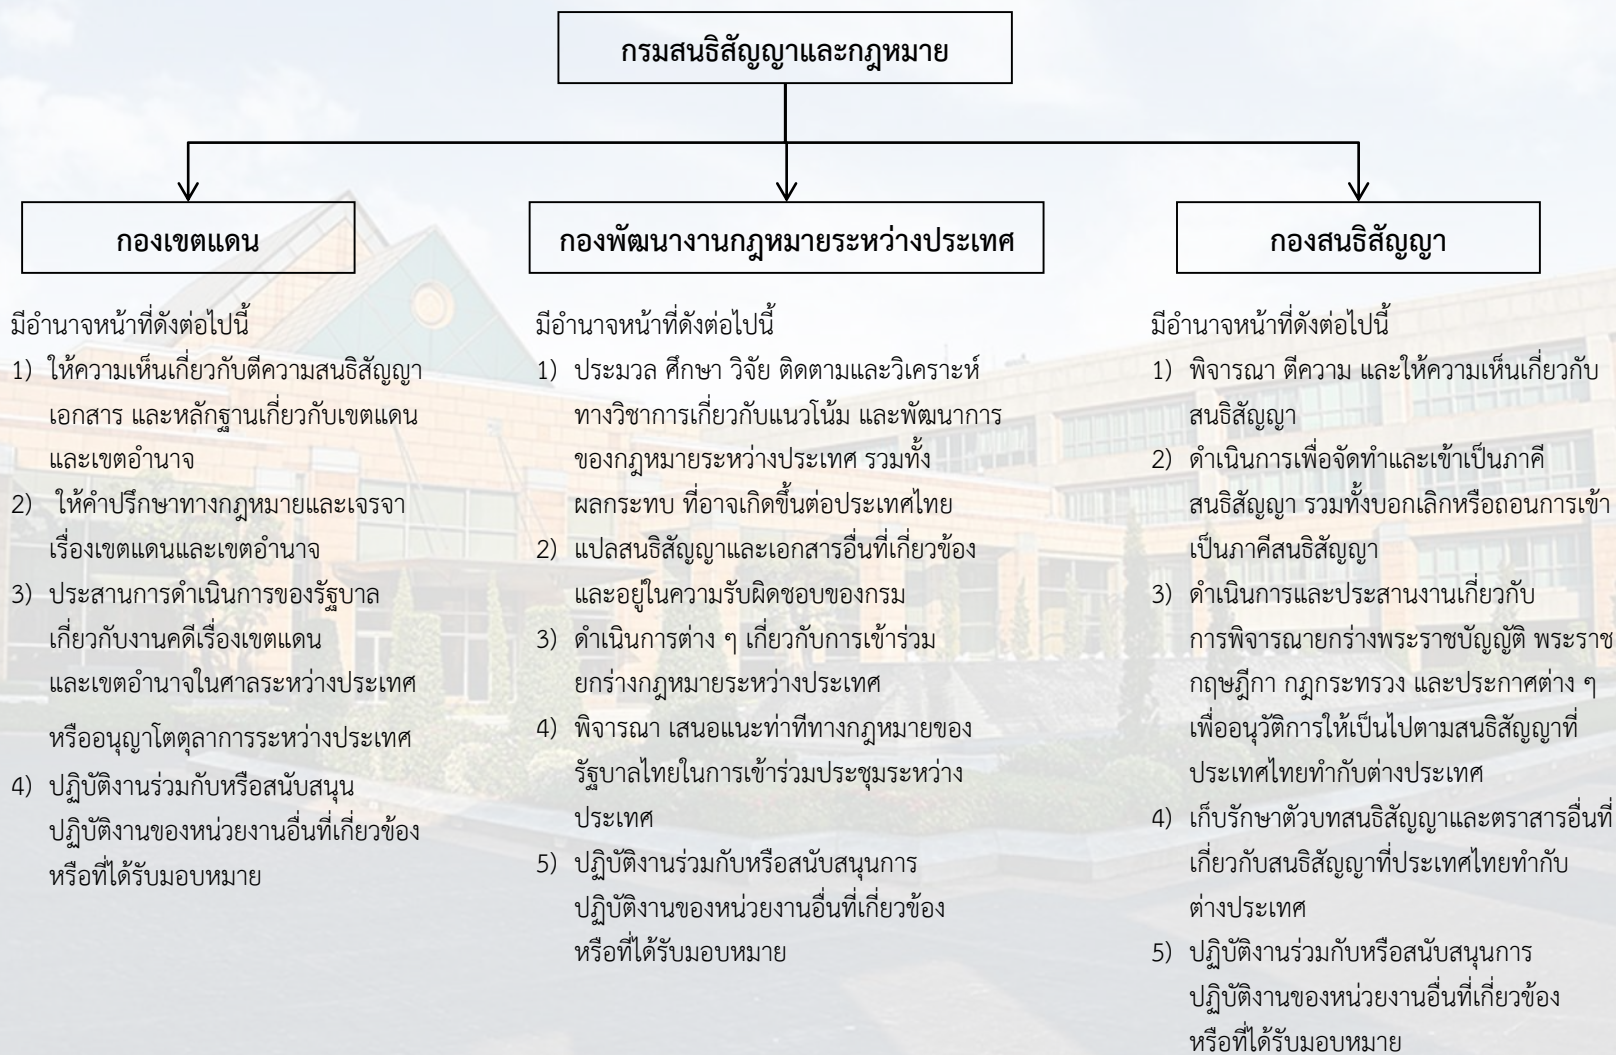 กรมสนธิสัญญาและกฎหมาย
กองเขตแดน
มีอำนาจหน้าที่ดังต่อไปนี้
1) ให้ความเห็นเกี่ยวกับตีความสนธิสัญญา
เอกสาร และหลักฐานเกี่ยวกับเขตแดน
และเขตอำนาจ
2) ให้คำปรึกษาทางกฎหมายและเจรจา
เรื่องเขตแดนและเขตอำนาจ
3) ประสานการดำเนินการของรัฐบาล
เกี่ยวกับงานคดีเรื่องเขตแดน
และเขตอำนาจในศาลระหว่างประเทศ
หรืออนุญาโตตุลาการระหว่างประเทศ
4) ปฏิบัติงานร่วมกับหรือสนับสนุน
ปฏิบัติงานของหน่วยงานอื่นที่เกี่ยวข้อง
หรือที่ได้รับมอบหมาย
กองพัฒนางานกฎหมายระหว่างประเทศ
มีอำนาจหน้าที่ดังต่อไปนี้
1) ประมวล ศึกษา วิจัย ติดตามและวิเคราะห์
ทางวิชาการเกี่ยวกับแนวโน้ม และพัฒนาการ
ของกฎหมายระหว่างประเทศ รวมทั้ง
ผลกระทบ ที่อาจเกิดขึ้นต่อประเทศไทย
2) แปลสนธิสัญญาและเอกสารอื่นที่เกี่ยวข้อง
และอยู่ในความรับผิดชอบของกรม
3) ดำเนินการต่าง ๆ เกี่ยวกับการเข้าร่วม
ยกร่างกฎหมายระหว่างประเทศ
4) พิจารณา เสนอแนะท่าทีทางกฎหมายของ
รัฐบาลไทยในการเข้าร่วมประชุมระหว่าง
ประเทศ
5) ปฏิบัติงานร่วมกับหรือสนับสนุนการ
ปฏิบัติงานของหน่วยงานอื่นที่เกี่ยวข้อง
หรือที่ได้รับมอบหมาย
กองสนธิสัญญา
มีอำนาจหน้าที่ดังต่อไปนี้
1) พิจารณา ตีความ และให้ความเห็นเกี่ยวกับ
สนธิสัญญา
2) ดำเนินการเพื่อจัดทำและเข้าเป็นภาคี
สนธิสัญญา รวมทั้งบอกเลิกหรือถอนการเข้า
เป็นภาคีสนธิสัญญา
3) ดำเนินการและประสานงานเกี่ยวกับ
การพิจารณายกร่างพระราชบัญญัติ พระราช
กฤษฎีกา กฎกระทรวง และประกาศต่าง ๆ
เพื่ออนุวัติการให้เป็นไปตามสนธิสัญญาที่
ประเทศไทยทำกับต่างประเทศ
4) เก็บรักษาตัวบทสนธิสัญญาและตราสารอื่นที่
เกี่ยวกับสนธิสัญญาที่ประเทศไทยทำกับ
ต่างประเทศ
5) ปฏิบัติงานร่วมกับหรือสนับสนุนการ
ปฏิบัติงานของหน่วยงานอื่นที่เกี่ยวข้อง
หรือที่ได้รับมอบหมาย